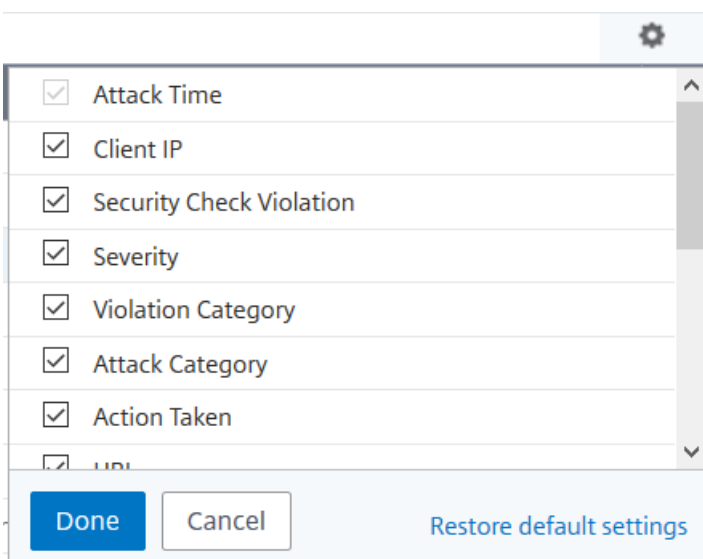 Attack Time
Client IP
Security Check Violation
Severity
Violation Category
Attack Category
Action Taken
Done
Cancel
Restore default settings